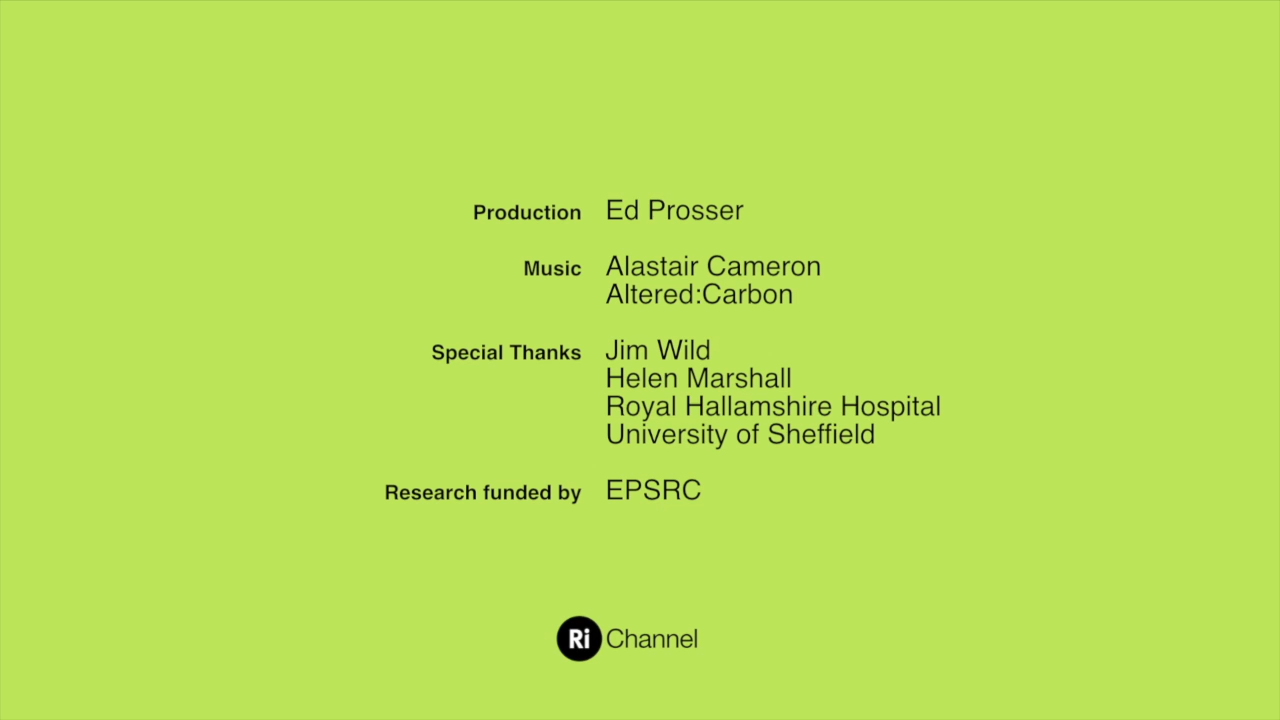 Production Ed Prosser
Music Alastair Cameron
Altered:Carbon
Special Thanks Jim Wild
Helen Marshall
Royal Hallamshire Hospital
University of Sheffield
Research funded by EPSRC
Ri Channel